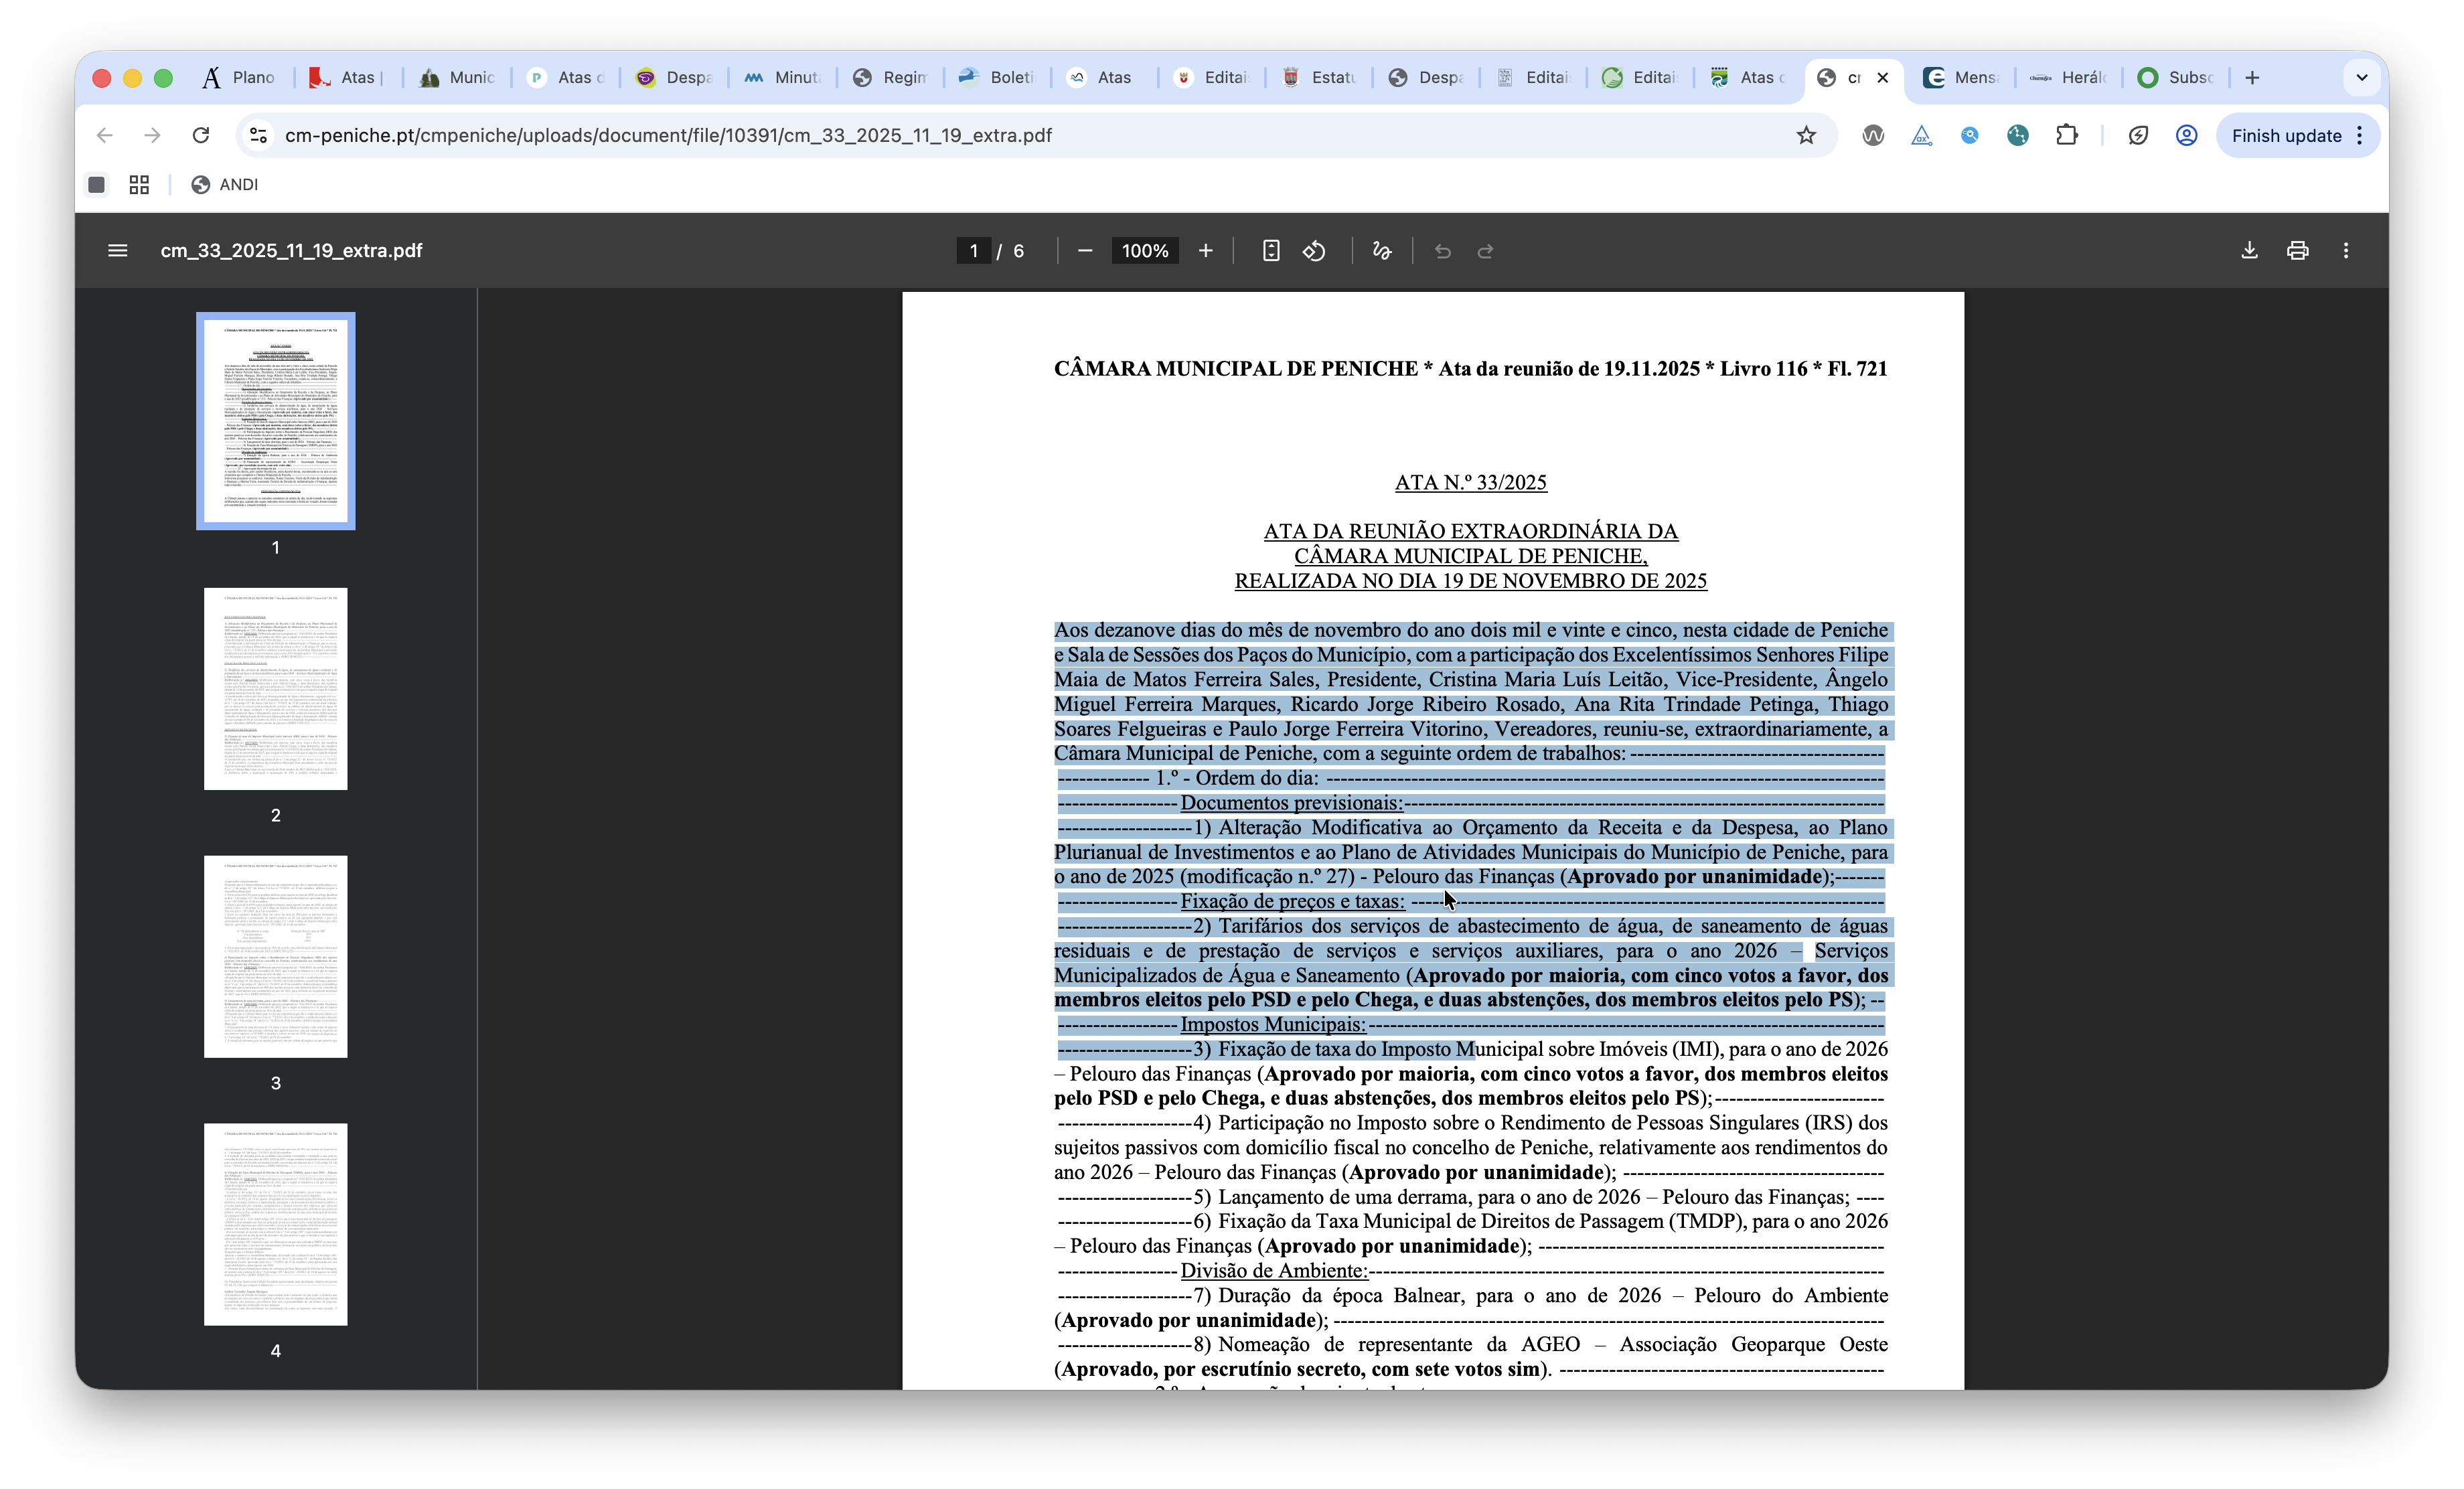 Plano
Atas
Munic
Atas d
Despa
Minut
Regim
Boleti
Atas
Editai
Estatu
Despa
Editai
Editai
Atas c
cr
Mensa
Herál
Subsc
cm-peniche.pt/cmpeniche/uploads/document/file/10391/cm_33_2025_11_19_extra.pdf
Finish update
ANDI
cm_33_2025_11_19_extra.pdf
1 / 6
100%
1
2
3
4
CÂMARA MUNICIPAL DE PENICHE * Ata da reunião de 19.11.2025 * Livro 116 * Fl. 721
ATA N.º 33/2025
ATA DA REUNIÃO EXTRAORDINÁRIA DA
CÂMARA MUNICIPAL DE PENICHE,
REALIZADA NO DIA 19 DE NOVEMBRO DE 2025
Aos dezanove dias do mês de novembro do ano dois mil e vinte e cinco, nesta cidade de Peniche
e Sala de Sessões dos Paços do Município, com a participação dos Excelentíssimos Senhores Filipe
Maia de Matos Ferreira Sales, Presidente, Cristina Maria Luís Leitão, Vice-Presidente, Ângelo
Miguel Ferreira Marques, Ricardo Jorge Ribeiro Rosado, Ana Rita Trindade Petinga, Thiago
Soares Felgueiras e Paulo Jorge Ferreira Vitorino, Vereadores, reuniu-se, extraordinariamente, a
Câmara Municipal de Peniche, com a seguinte ordem de trabalhos: ------------------------------------
------------- 1.º - Ordem do dia: --------------------------------------------------------------------------------
-----------------Documentos previsionais:--------------------------------------------------------------------
-------------------1) Alteração Modificativa ao Orçamento da Receita e da Despesa, ao Plano
Plurianual de Investimentos e ao Plano de Atividades Municipais do Município de Peniche, para
o ano de 2025 (modificação n.º 27) - Pelouro das Finanças (Aprovado por unanimidade);-------
-----------------Fixação de preços e taxas: -------------------------------------------------------------------
-------------------2) Tarifários dos serviços de abastecimento de água, de saneamento de águas
residuais e de prestação de serviços e serviços auxiliares, para o ano 2026 – Serviços
Municipalizados de Água e Saneamento (Aprovado por maioria, com cinco votos a favor, dos
membros eleitos pelo PSD e pelo Chega, e duas abstenções, dos membros eleitos pelo PS); --
-----------------Impostos Municipais:-------------------------------------------------------------------------
-------------------3) Fixação de taxa do Imposto Municipal sobre Imóveis (IMI), para o ano de 2026
– Pelouro das Finanças (Aprovado por maioria, com cinco votos a favor, dos membros eleitos
pelo PSD e pelo Chega, e duas abstenções, dos membros eleitos pelo PS);------------------------
-------------------4) Participação no Imposto sobre o Rendimento de Pessoas Singulares (IRS) dos
sujeitos passivos com domicílio fiscal no concelho de Peniche, relativamente aos rendimentos do
ano 2026 – Pelouro das Finanças (Aprovado por unanimidade); -------------------------------------
-------------------5) Lançamento de uma derrama, para o ano de 2026 – Pelouro das Finanças; ----
-------------------6) Fixação da Taxa Municipal de Direitos de Passagem (TMDP), para o ano 2026
– Pelouro das Finanças (Aprovado por unanimidade); -------------------------------------------------
-----------------Divisão de Ambiente:-------------------------------------------------------------------------
-------------------7) Duração da época Balnear, para o ano de 2026 – Pelouro do Ambiente
(Aprovado por unanimidade); ------------------------------------------------------------------------------
-------------------8) Nomeação de representante da AGEO – Associação Geoparque Oeste
(Aprovado, por escrutínio secreto, com sete votos sim). ----------------------------------------------